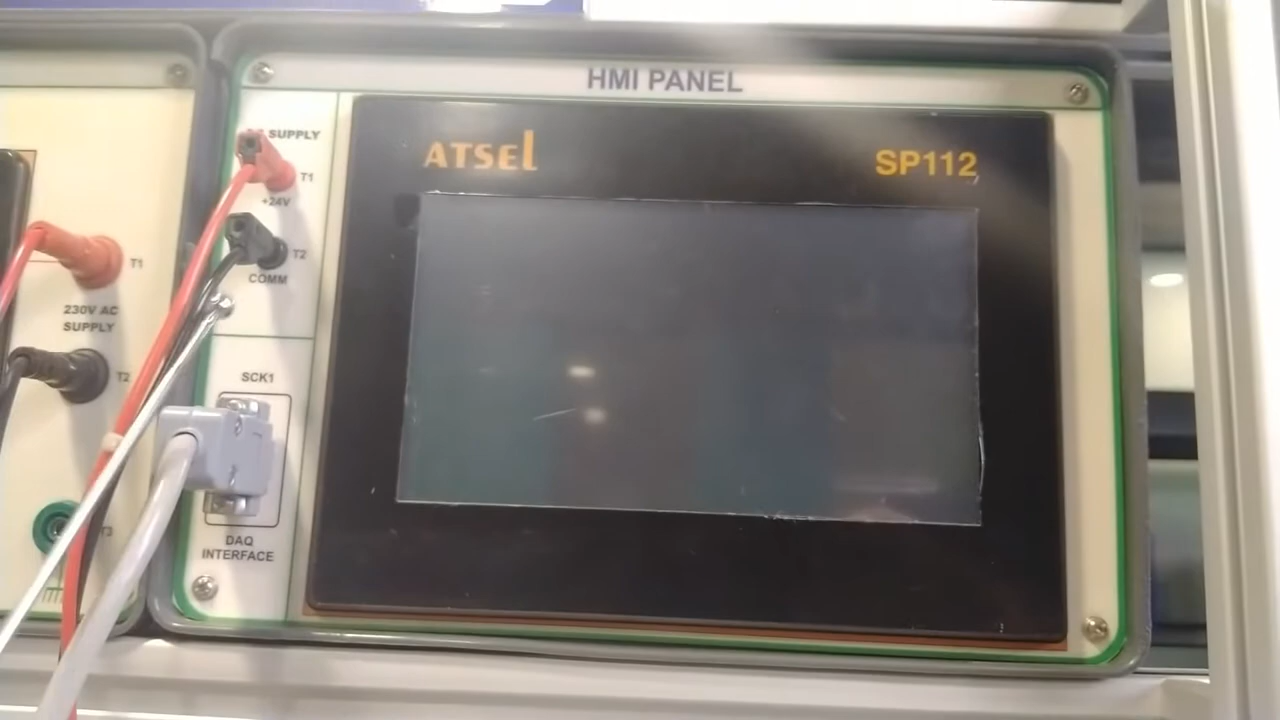 HMI PANEL
SUPPLY
T1
+24V
T2
COMM
SCK1
DAQ
INTERFACE
ATSEL
SP112
T1
230V AC
SUPPLY
T2